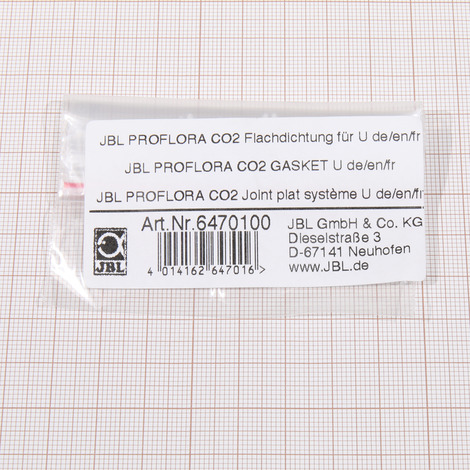 JBL PROFLORA CO2 Flachdichtung für U de/en/fr
JBL PROFLORA CO2 GASKET U de/en/fr
JBL PROFLORA CO2 Joint plat système U de/en/fr
Art.Nr.6470100
JBL
4 014162 647016 >
JBL GmbH & Co. KG
Dieselstraße 3
D-67141 Neuhofen
www.JBL.de